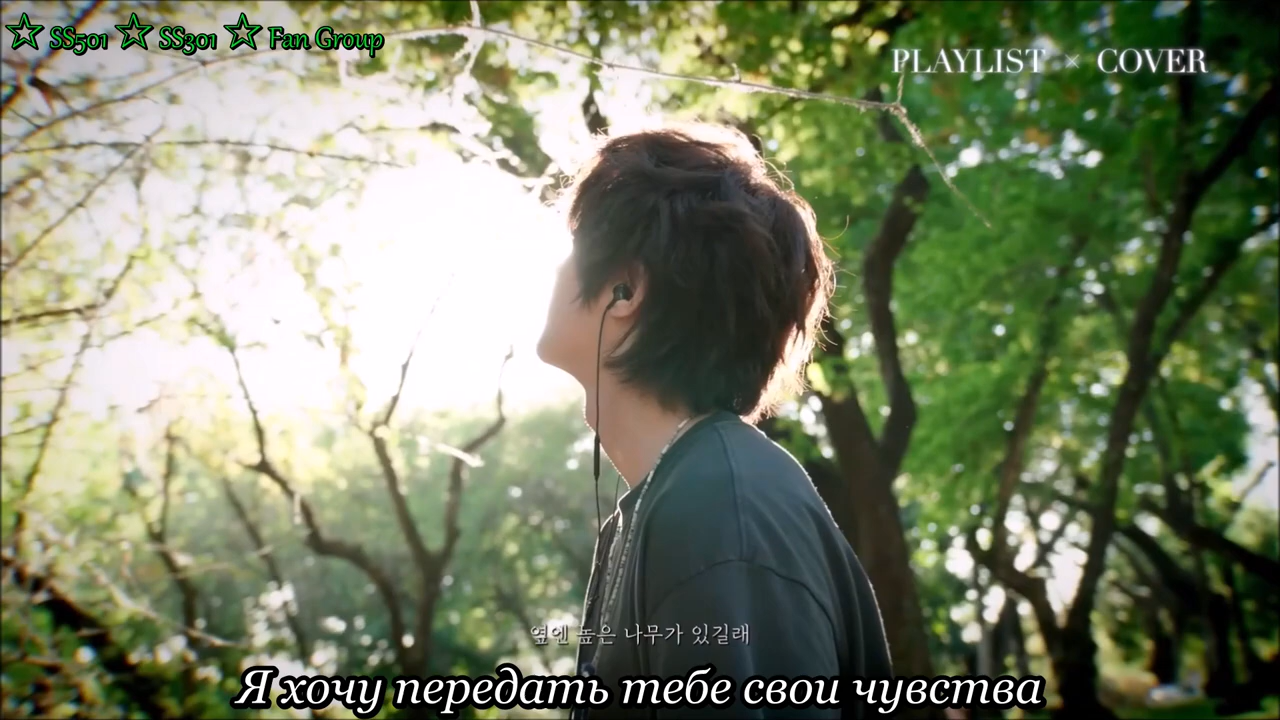 ☆ SS501 ☆ SS301 ☆ Fan Group
PLAYLIST × COVER
옆엔 높은 나무가 있길래
Я хочу передать тебе свои чувства